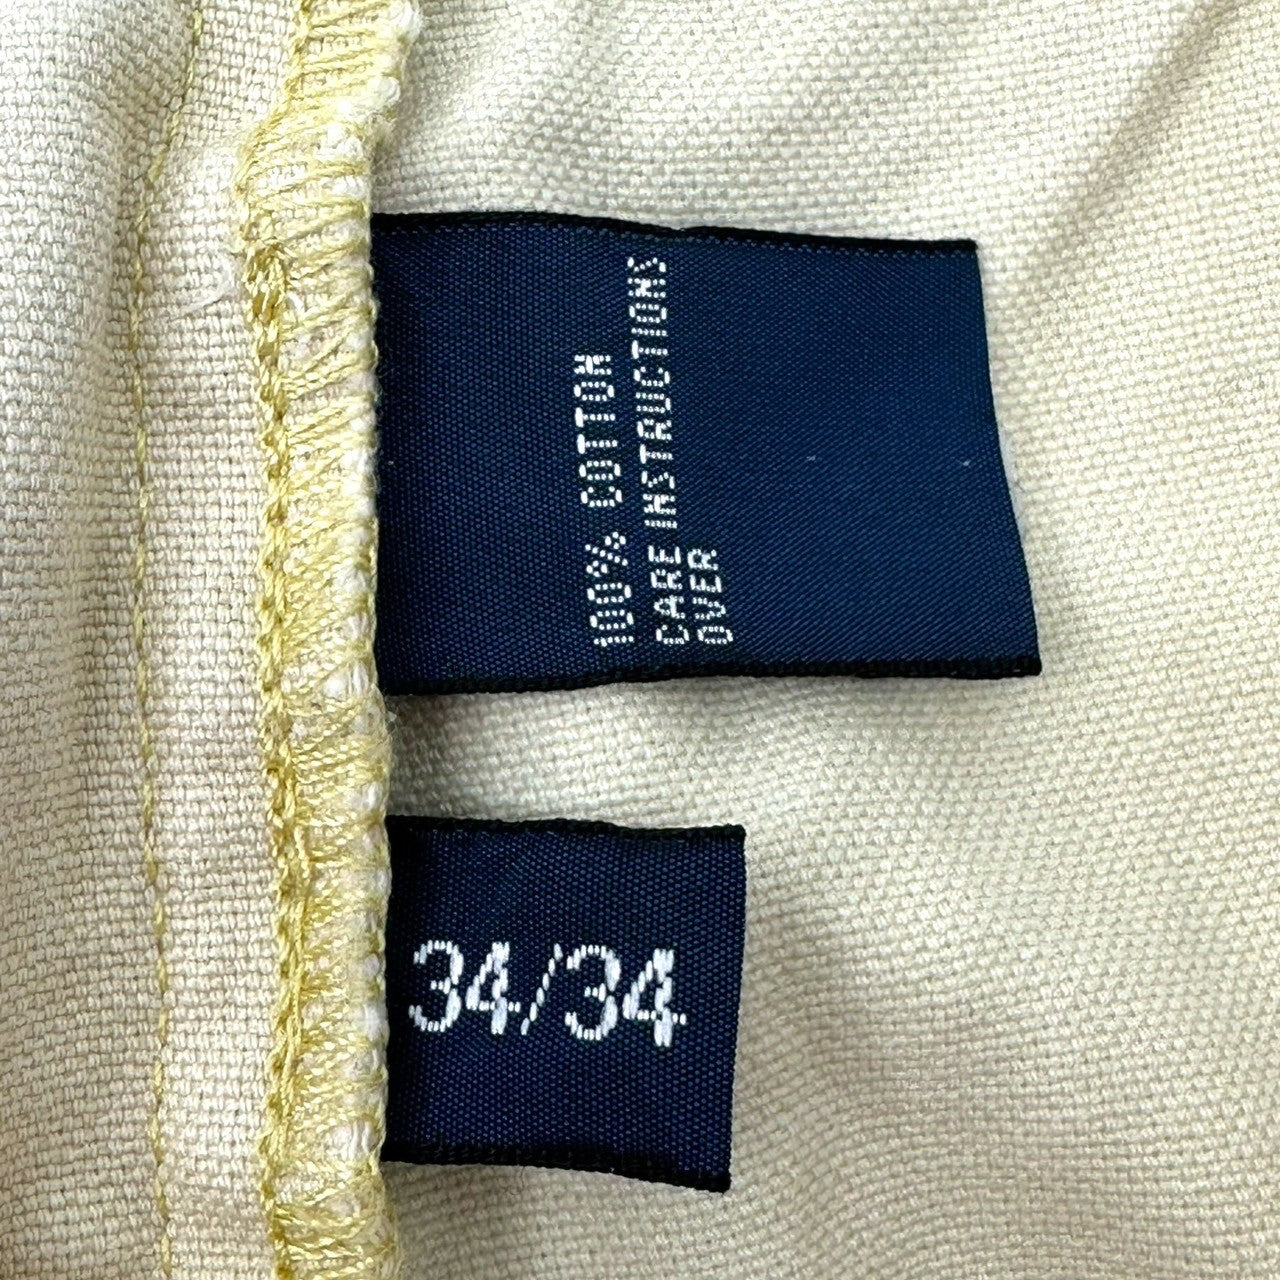 100% COTTON
CARE INSTRUCTIONS
OVER
34/34